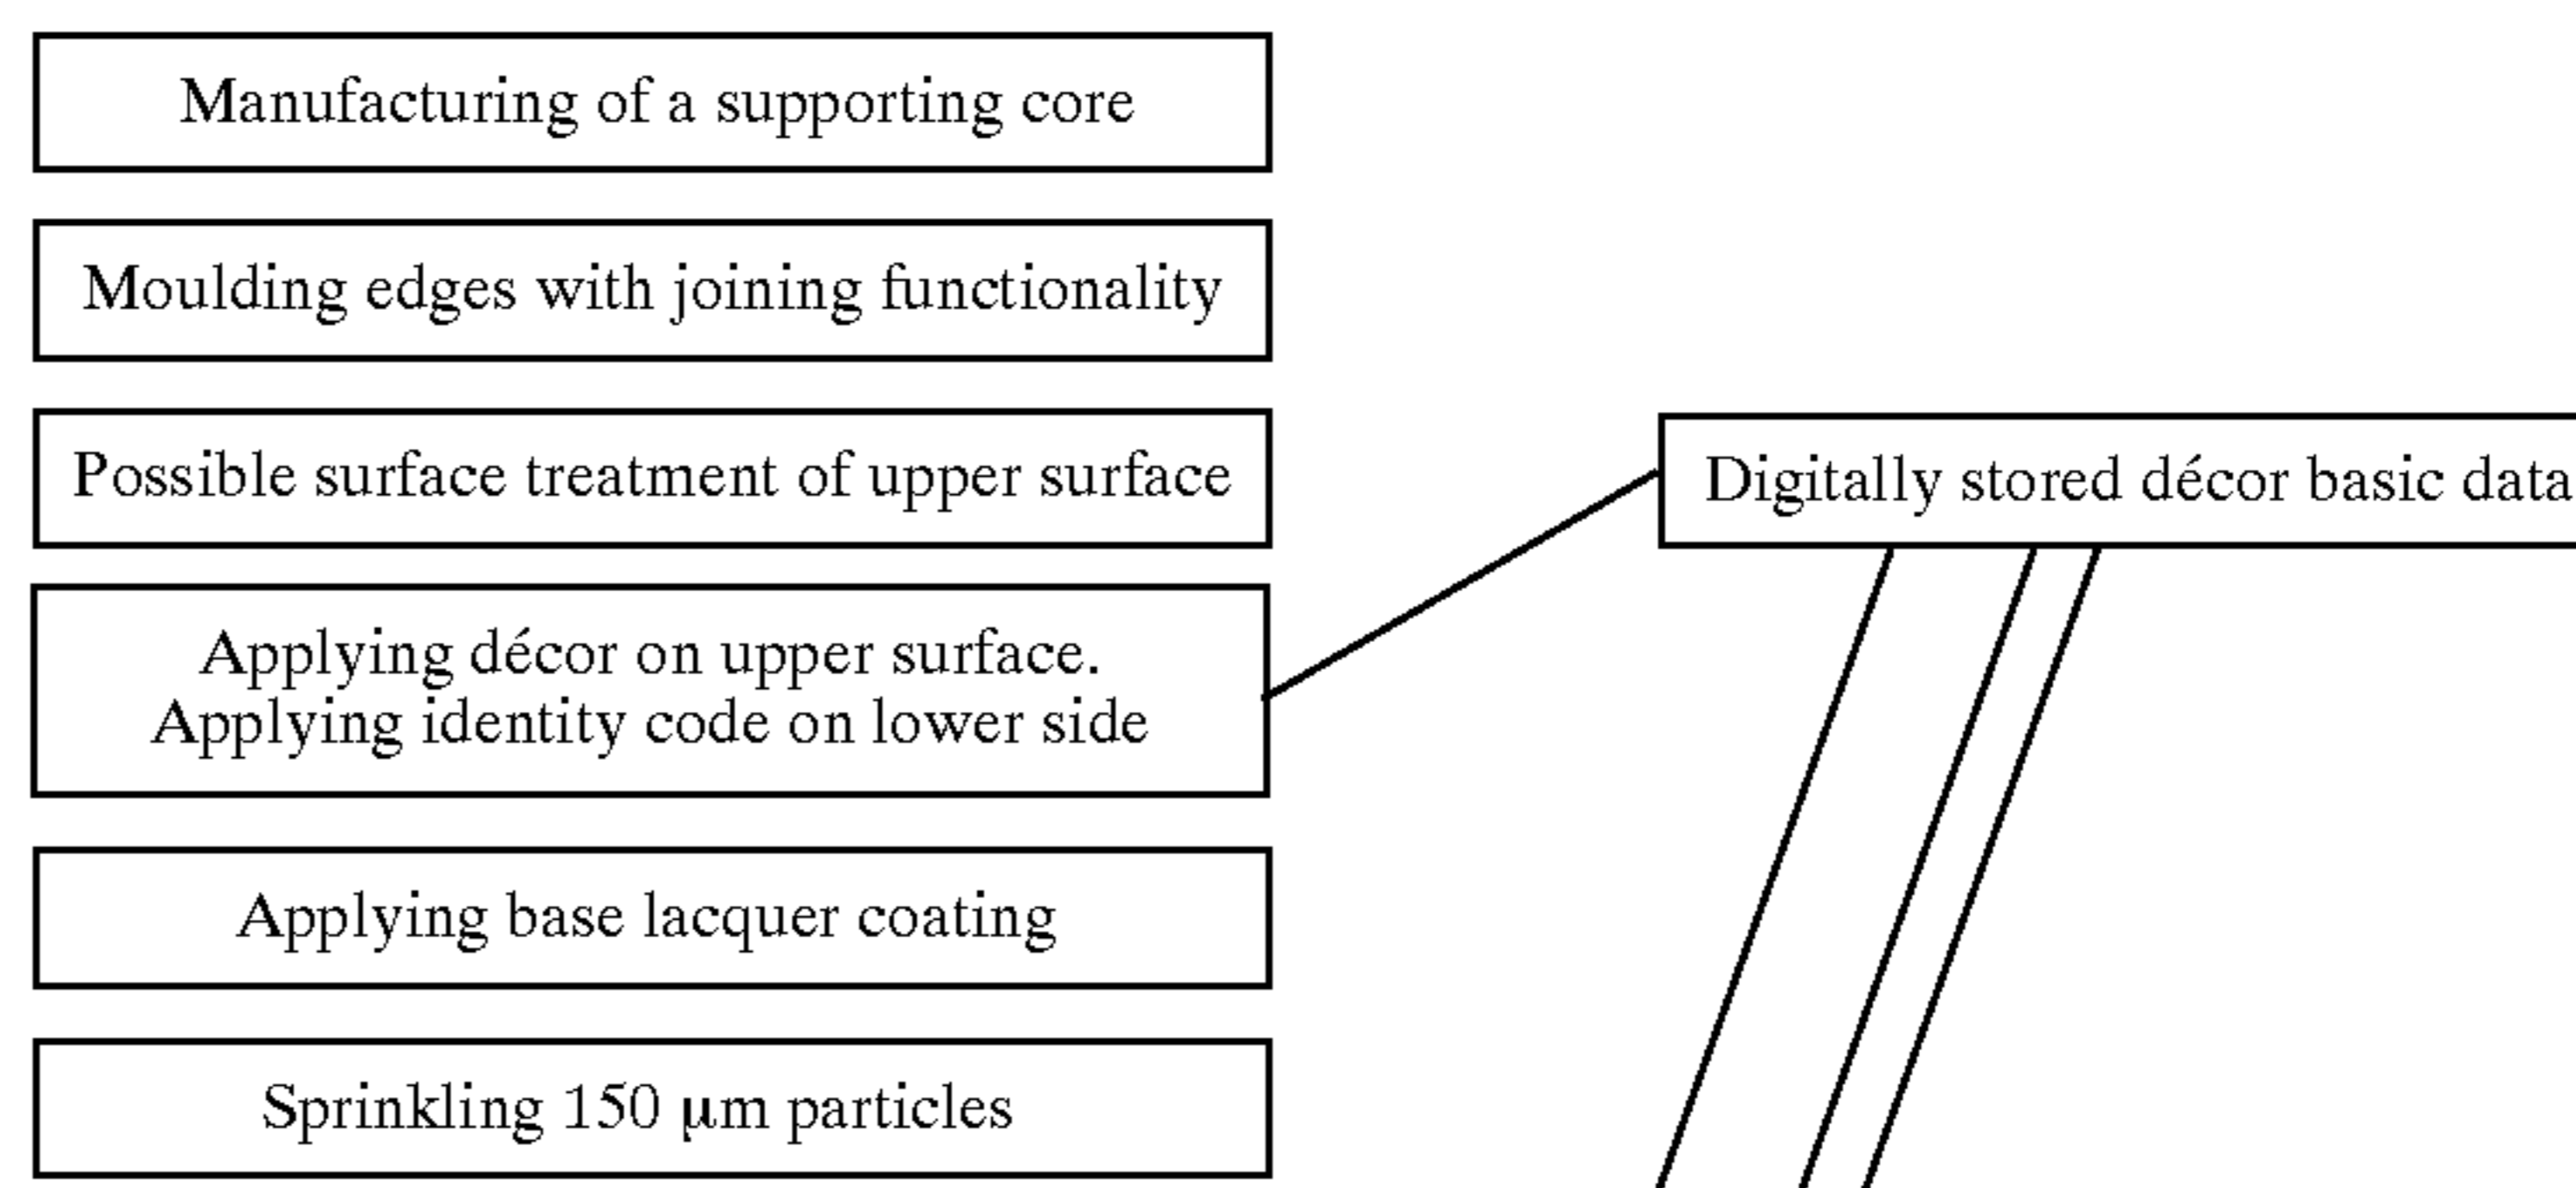 Manufacturing of a supporting core
Moulding edges with joining functionality
Possible surface treatment of upper surface
Digitally stored décor basic data
Applying décor on upper surface.
Applying identity code on lower side
Applying base lacquer coating
Sprinkling 150 µm particles